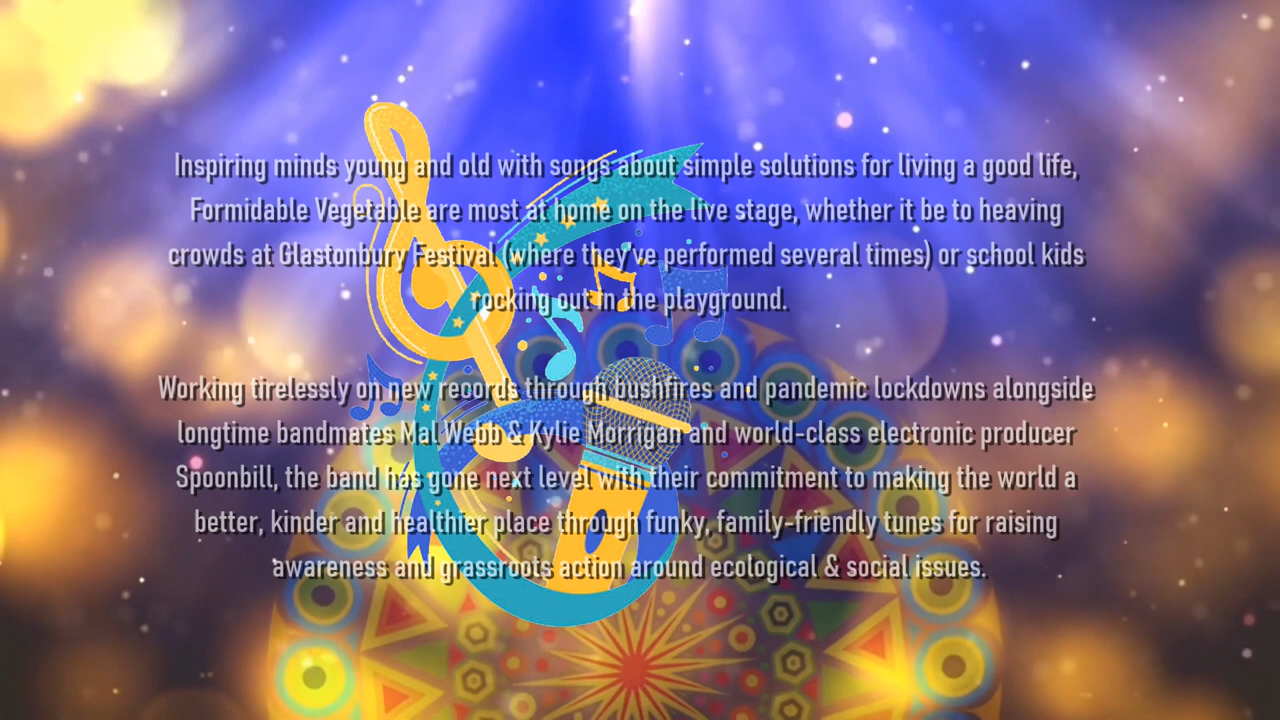 Inspiring minds young and old with songs about simple solutions for living a good life,
Formidable Vegetable are most at home on the live stage, whether it be to heaving
crowds at Glastonbury Festival (where they've performed several times) or school kids
rocking out in the playground.
Working tirelessly on new records through bushfires and pandemic lockdowns alongside
longtime bandmates Mal Webb & Kylie Morrigan and world-class electronic producer
Spoonbill, the band has gone next level with their commitment to making the world a
better, kinder and healthier place through funky, family-friendly tunes for raising
awareness and grassroots action around ecological & social issues.